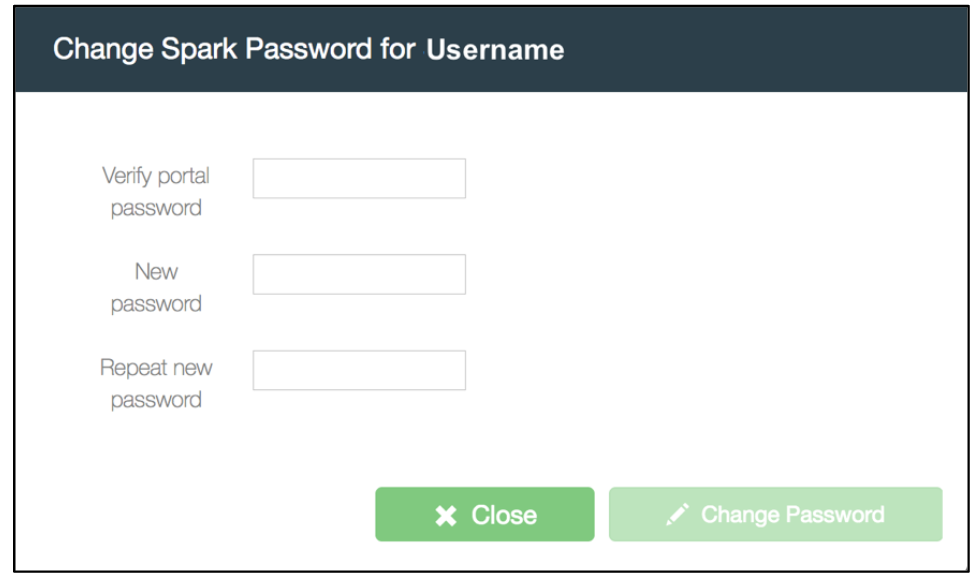 Change Spark Password for Username
Verify portal
password
New
password
Repeat new
password
Close
Change Password